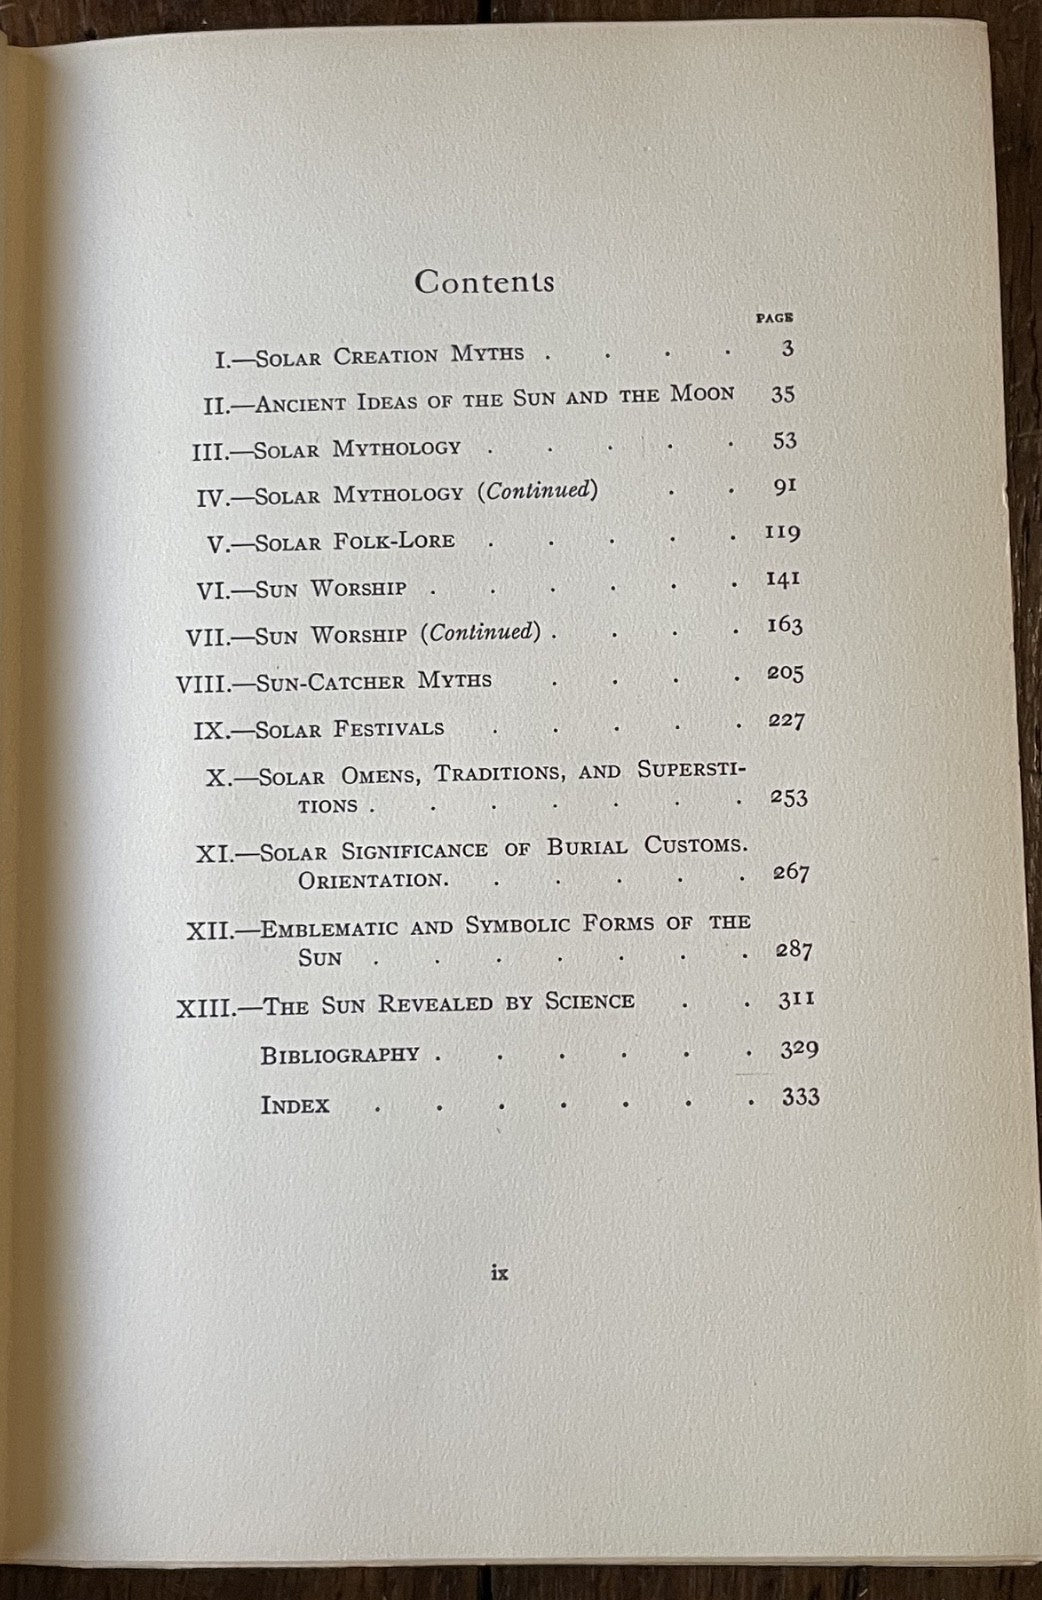 Contents
PAGE
I.—Solar Creation Myths . . . . 3
II.—Ancient Ideas of the Sun and the Moon 35
III.—Solar Mythology . . . . . 53
IV.—Solar Mythology (Continued) . . 91
V.—Solar Folk-Lore . . . . . 119
VI.—Sun Worship . . . . . . 141
VII.—Sun Worship (Continued) . . . . 163
VIII.—Sun-Catcher Myths . . . . 205
IX.—Solar Festivals . . . . . 227
X.—Solar Omens, Traditions, and Supersti-
tions . . . . . . . 253
XI.—Solar Significance of Burial Customs.
Orientation. . . . . . 267
XII.—Emblematic and Symbolic Forms of the
Sun . . . . . . . 287
XIII.—The Sun Revealed by Science . . 311
Bibliography . . . . . . 329
Index . . . . . . . 333
ix